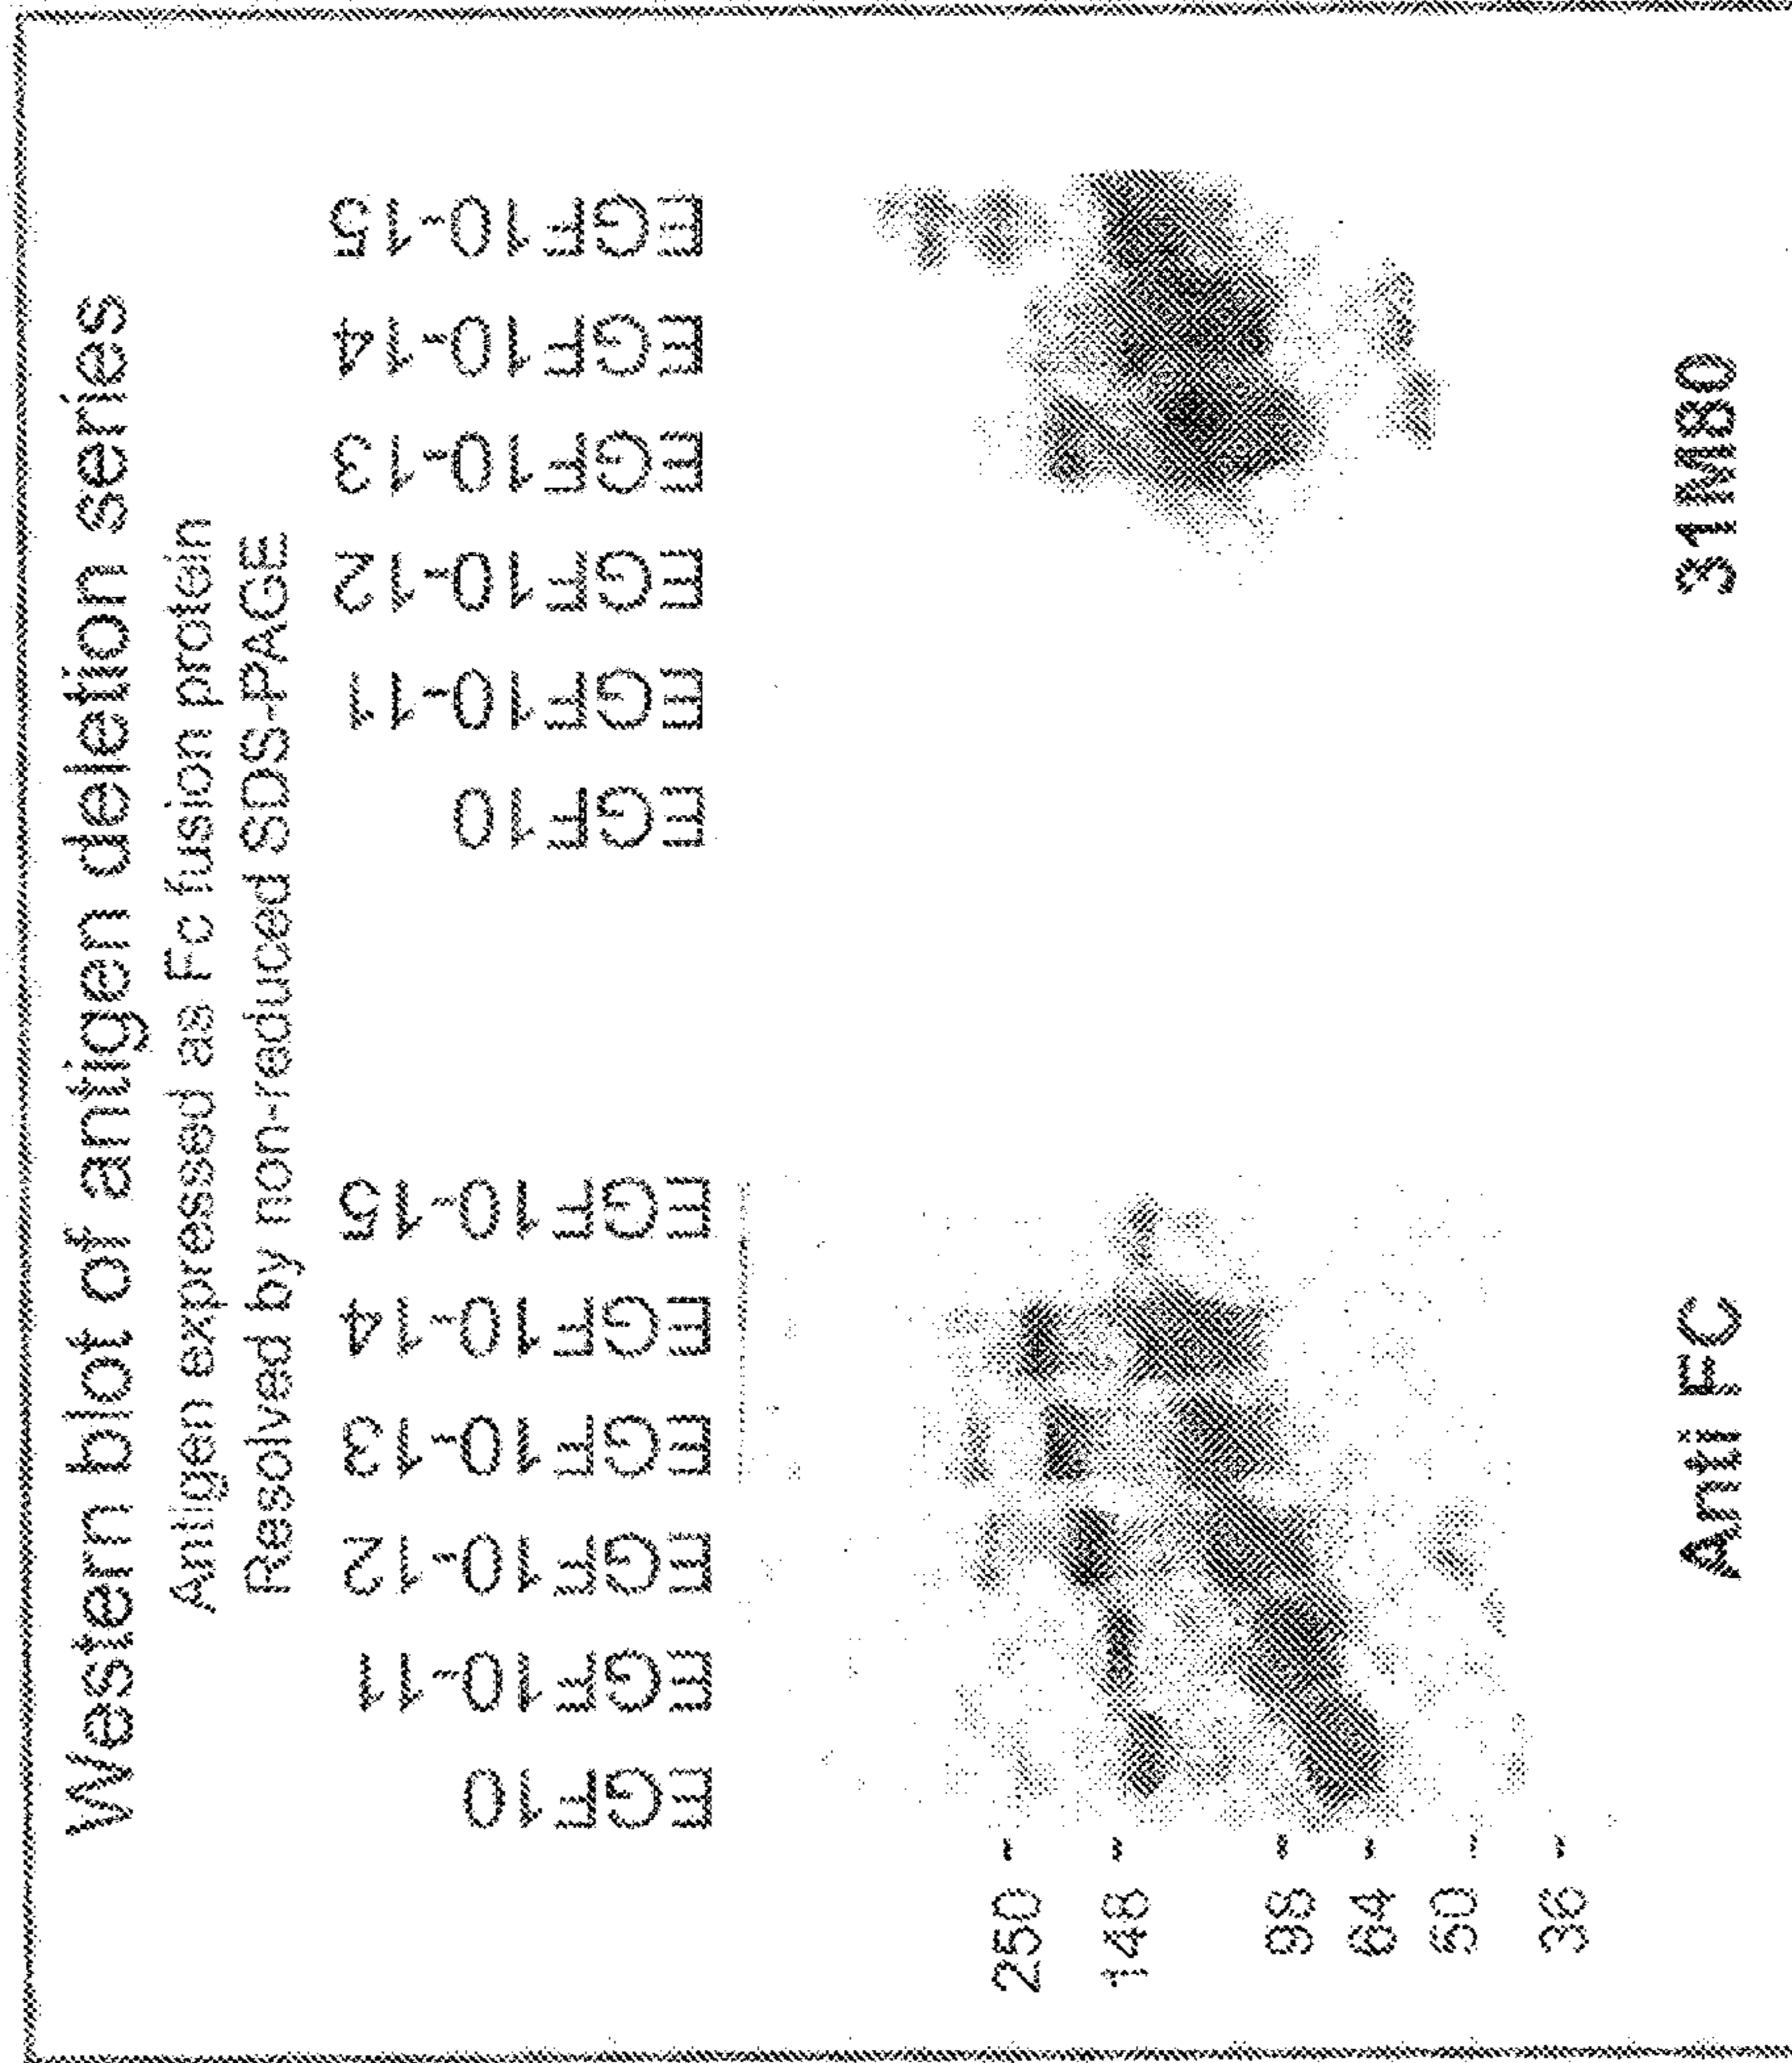 Western blot of antigen deletion series
Antigen expressed as Fc fusion protein
Resolved by non-reduced SDS-PAGE
EGF10
EGF10-11
EGF10-12
EGF10-13
EGF10-14
EGF10-15
EGF10
EGF10-11
EGF10-12
EGF10-13
EGF10-14
EGF10-15
250 -
148 -
98 -
64 -
50 -
36 -
Anti FC
31M80